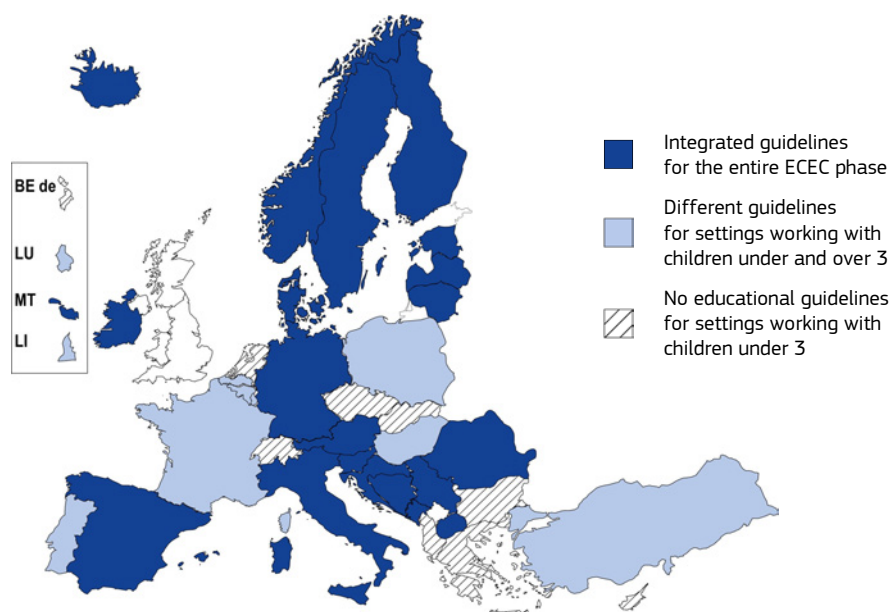 BE de
LU
MT
LI
Integrated guidelines
for the entire ECEC phase
Different guidelines
for settings working with
children under and over 3
No educational guidelines
for settings working with
children under 3